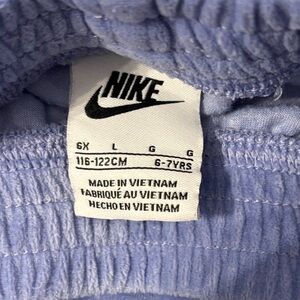 NIKE
6X L G G
116-122CM 6-7YRS
MADE IN VIETNAM
FABRIQUÉ AU VIETNAM
HECHO EN VIETNAM